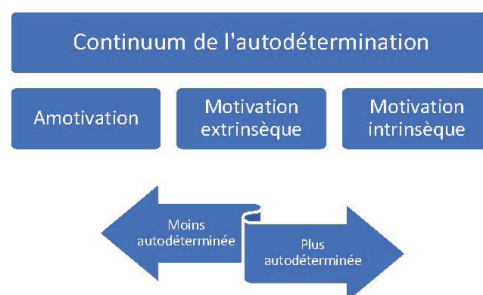 Continuum de l'autodétermination
Amotivation
Motivation
extrinsèque
Motivation
intrinsèque
Moins
autodéterminée
Plus
autodéterminée